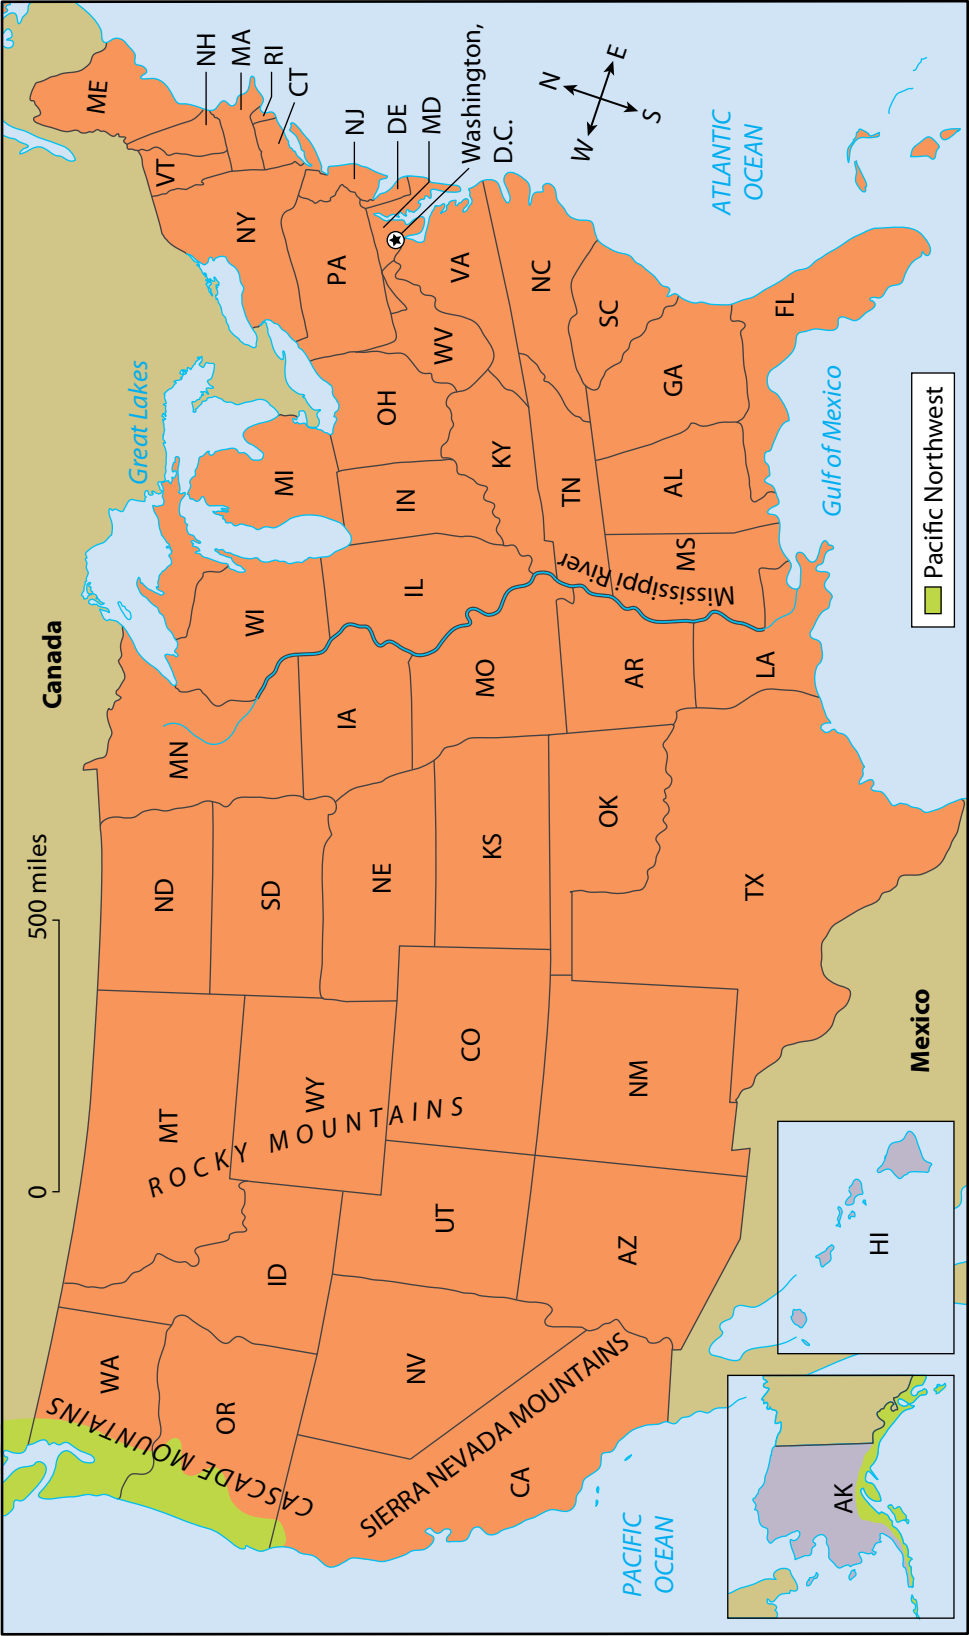 Canada
0
500 miles
Great Lakes
WA
OR
CA
NV
ID
MT
WY
UT
CO
AZ
NM
ND
SD
NE
KS
OK
TX
MN
IA
MO
AR
LA
WI
IL
MI
IN
OH
KY
TN
MS
AL
GA
FL
SC
NC
VA
WV
PA
NY
VT
ME
NH
MA
RI
CT
NJ
DE
MD
Washington,
D.C.
CASCADE MOUNTAINS
SIERRA NEVADA MOUNTAINS
ROCKY MOUNTAINS
Mississippi River
N
E
S
W
ATLANTIC
OCEAN
PACIFIC
OCEAN
Gulf of Mexico
Mexico
AK
HI
Pacific Northwest